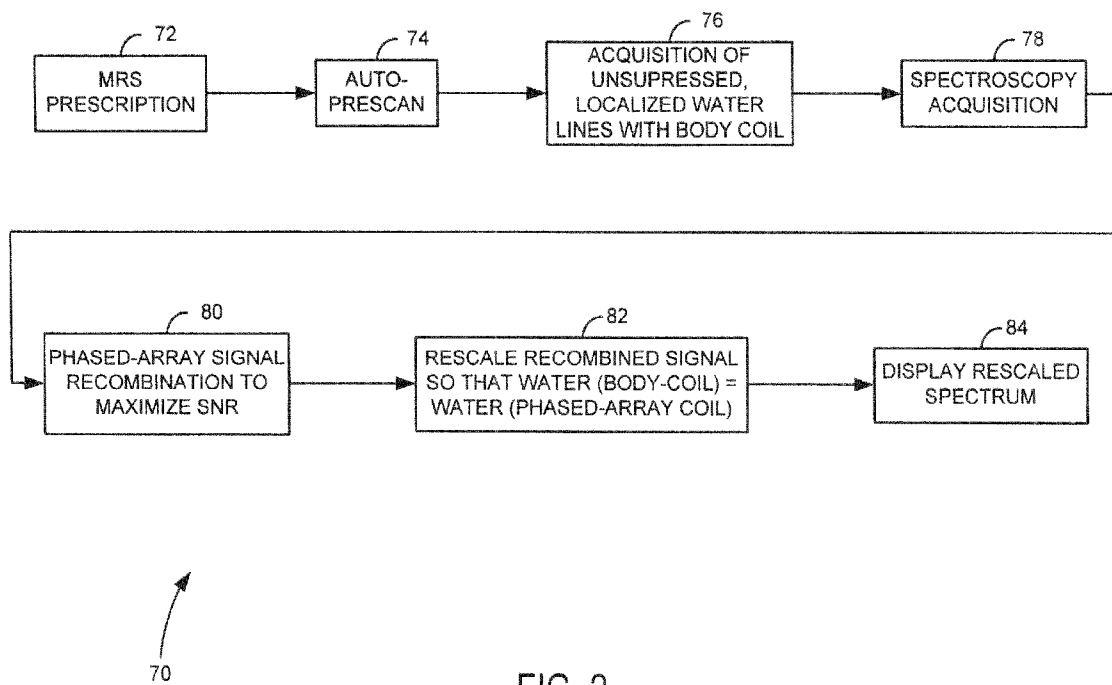 72
MRS
PRESCRIPTION
74
AUTO-
PRESCAN
76
ACQUISITION OF
UNSUPRESSED,
LOCALIZED WATER
LINES WITH BODY COIL
78
SPECTROSCOPY
ACQUISITION
80
PHASED-ARRAY SIGNAL
RECOMBINATION TO
MAXIMIZE SNR
82
RESCALE RECOMBINED SIGNAL
SO THAT WATER (BODY-COIL) =
WATER (PHASED-ARRAY COIL)
84
DISPLAY RESCALED
SPECTRUM
70